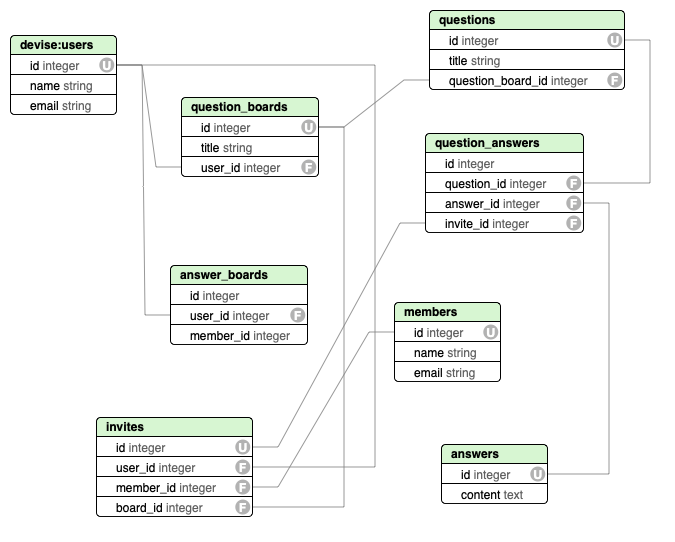 devise:users
id integer U
name string
email string
question_boards
id integer U
title string
user_id integer F
answer_boards
id integer
user_id integer F
member_id integer
invites
id integer U
user_id integer F
member_id integer F
board_id integer F
questions
id integer U
title string
question_board_id integer F
question_answers
id integer
question_id integer F
answer_id integer F
invite_id integer F
members
id integer U
name string
email string
answers
id integer U
content text